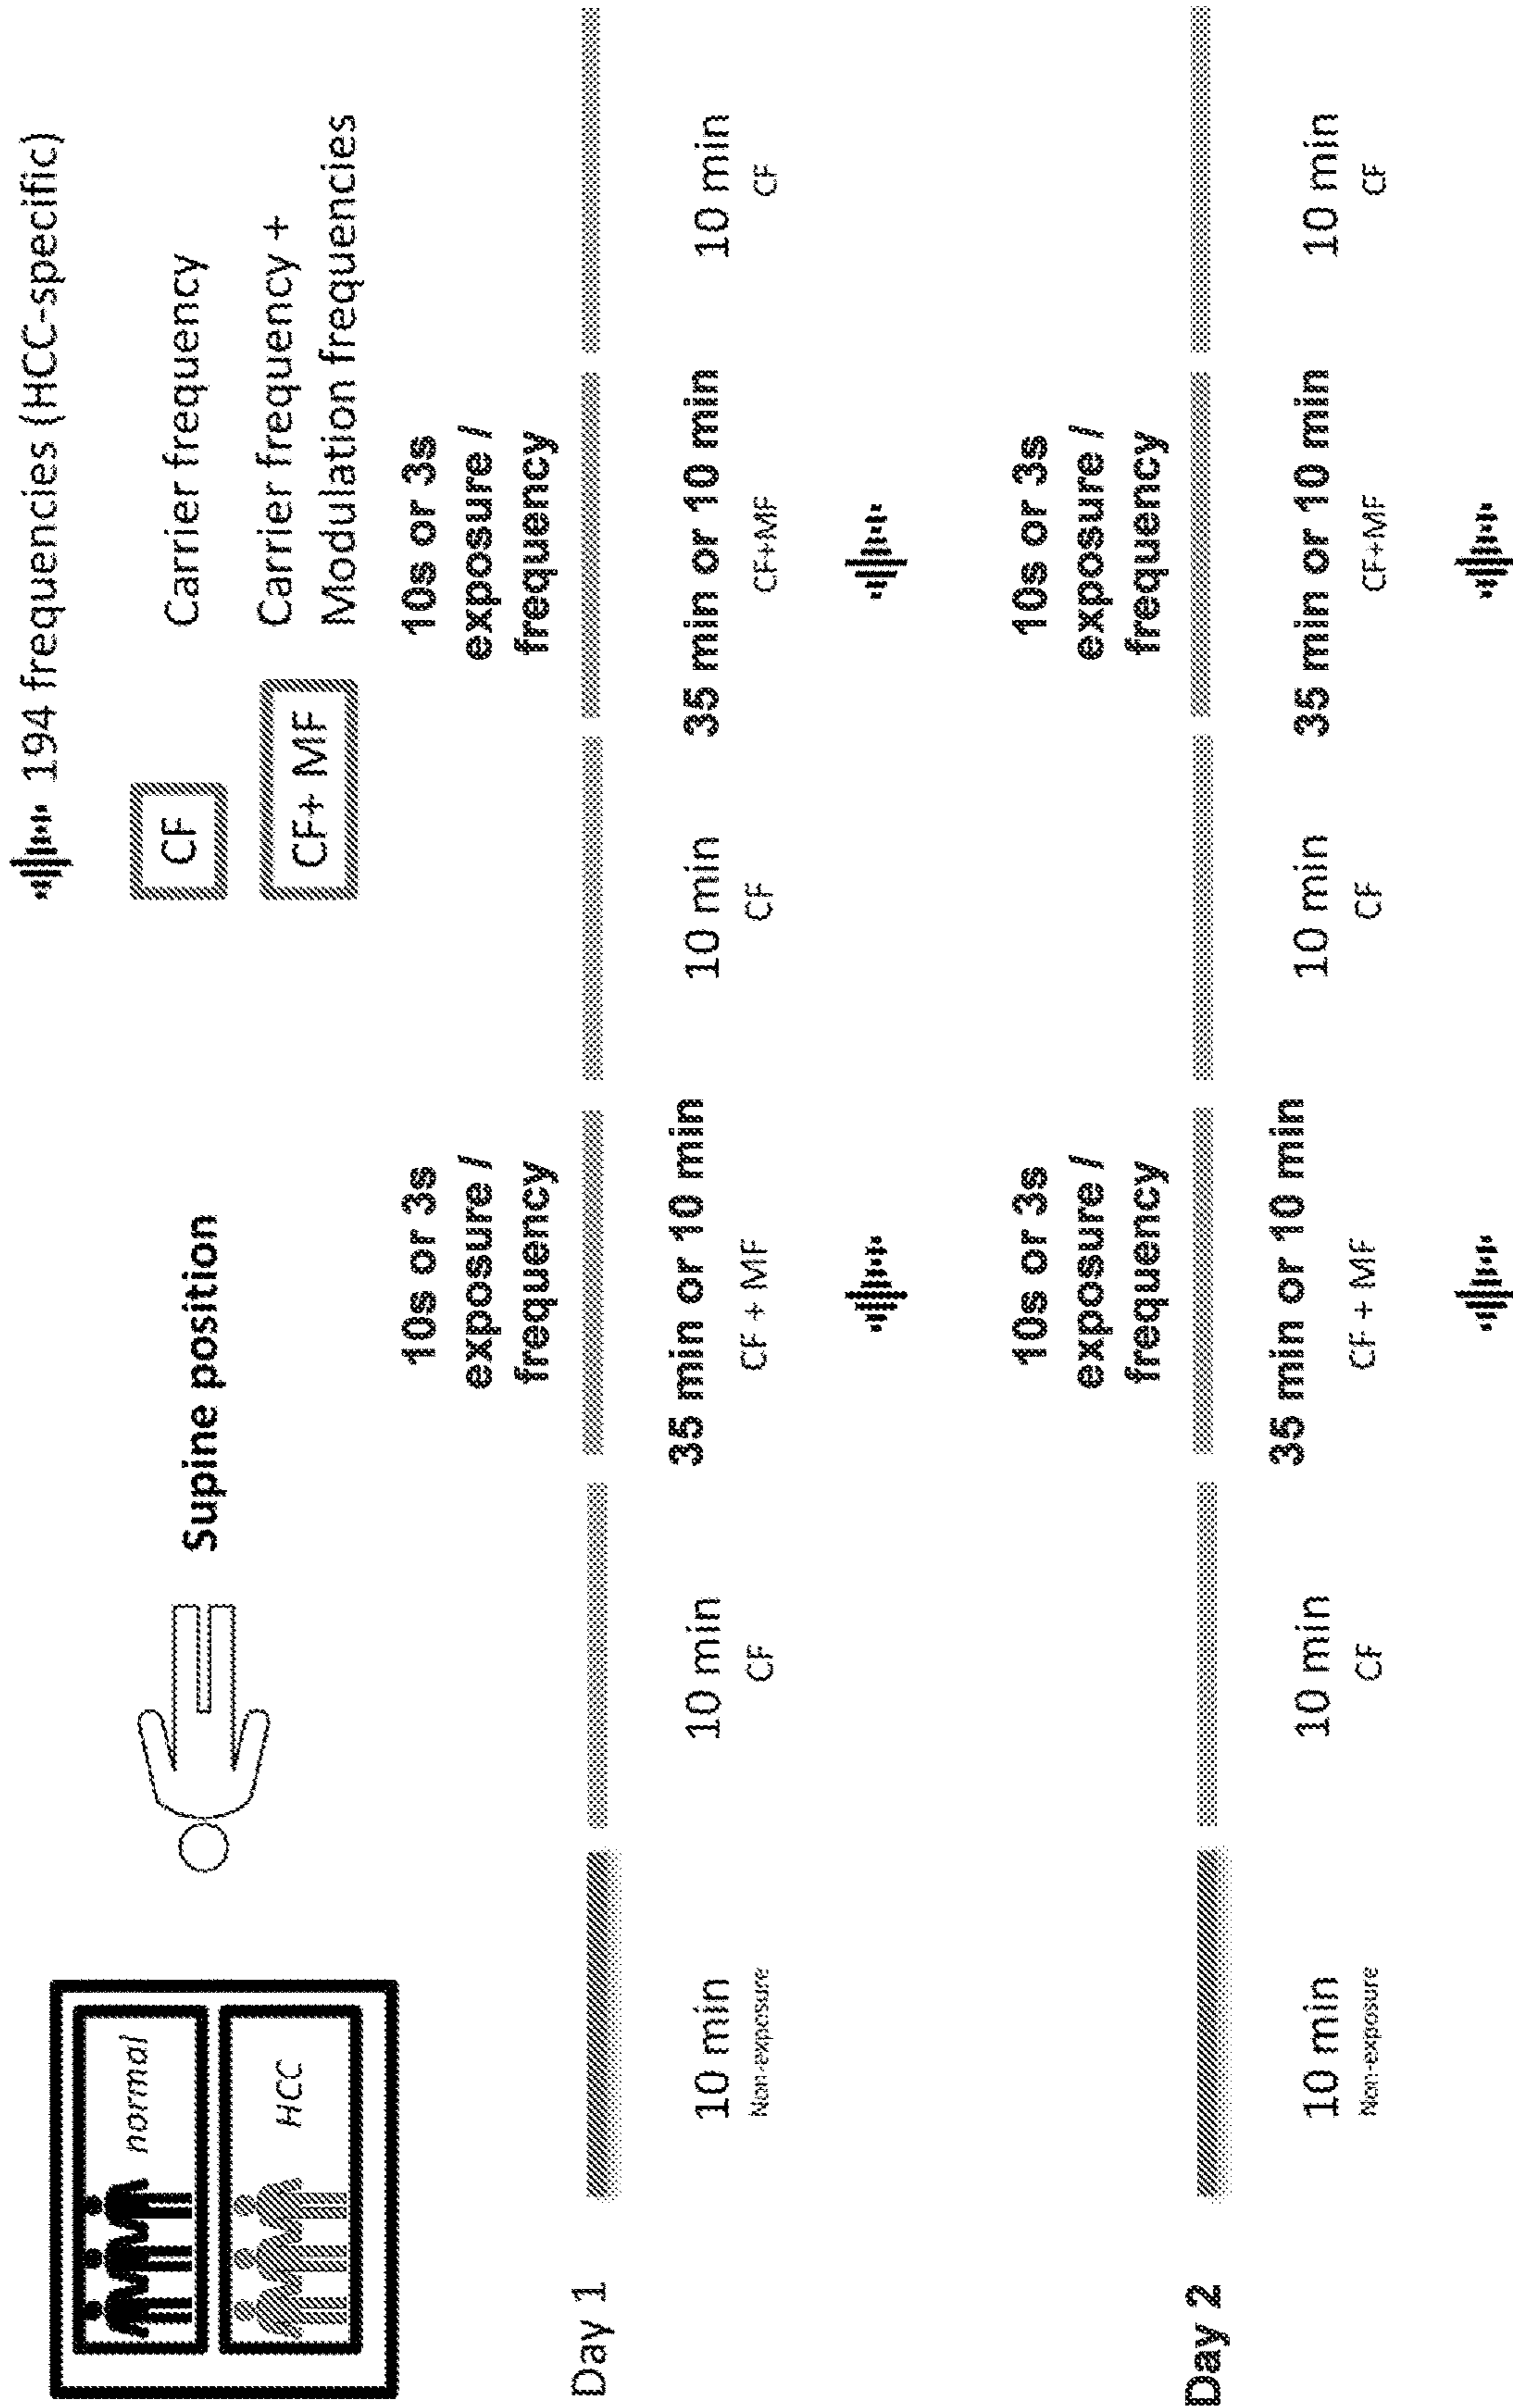 normal
HCC
Supine position
194 frequencies (HCC-specific)
CF
Carrier frequency
CF+ MF
Carrier frequency +
Modulation frequencies
Day 1
10s or 3s
exposure /
frequency
10s or 3s
exposure /
frequency
10 min
Non-exposure
10 min
CF
35 min or 10 min
CF + MF
10 min
CF
35 min or 10 min
CF+MF
10 min
CF
Day 2
10s or 3s
exposure /
frequency
10s or 3s
exposure /
frequency
10 min
Non-exposure
10 min
CF
35 min or 10 min
CF + MF
10 min
CF
35 min or 10 min
CF+MF
10 min
CF